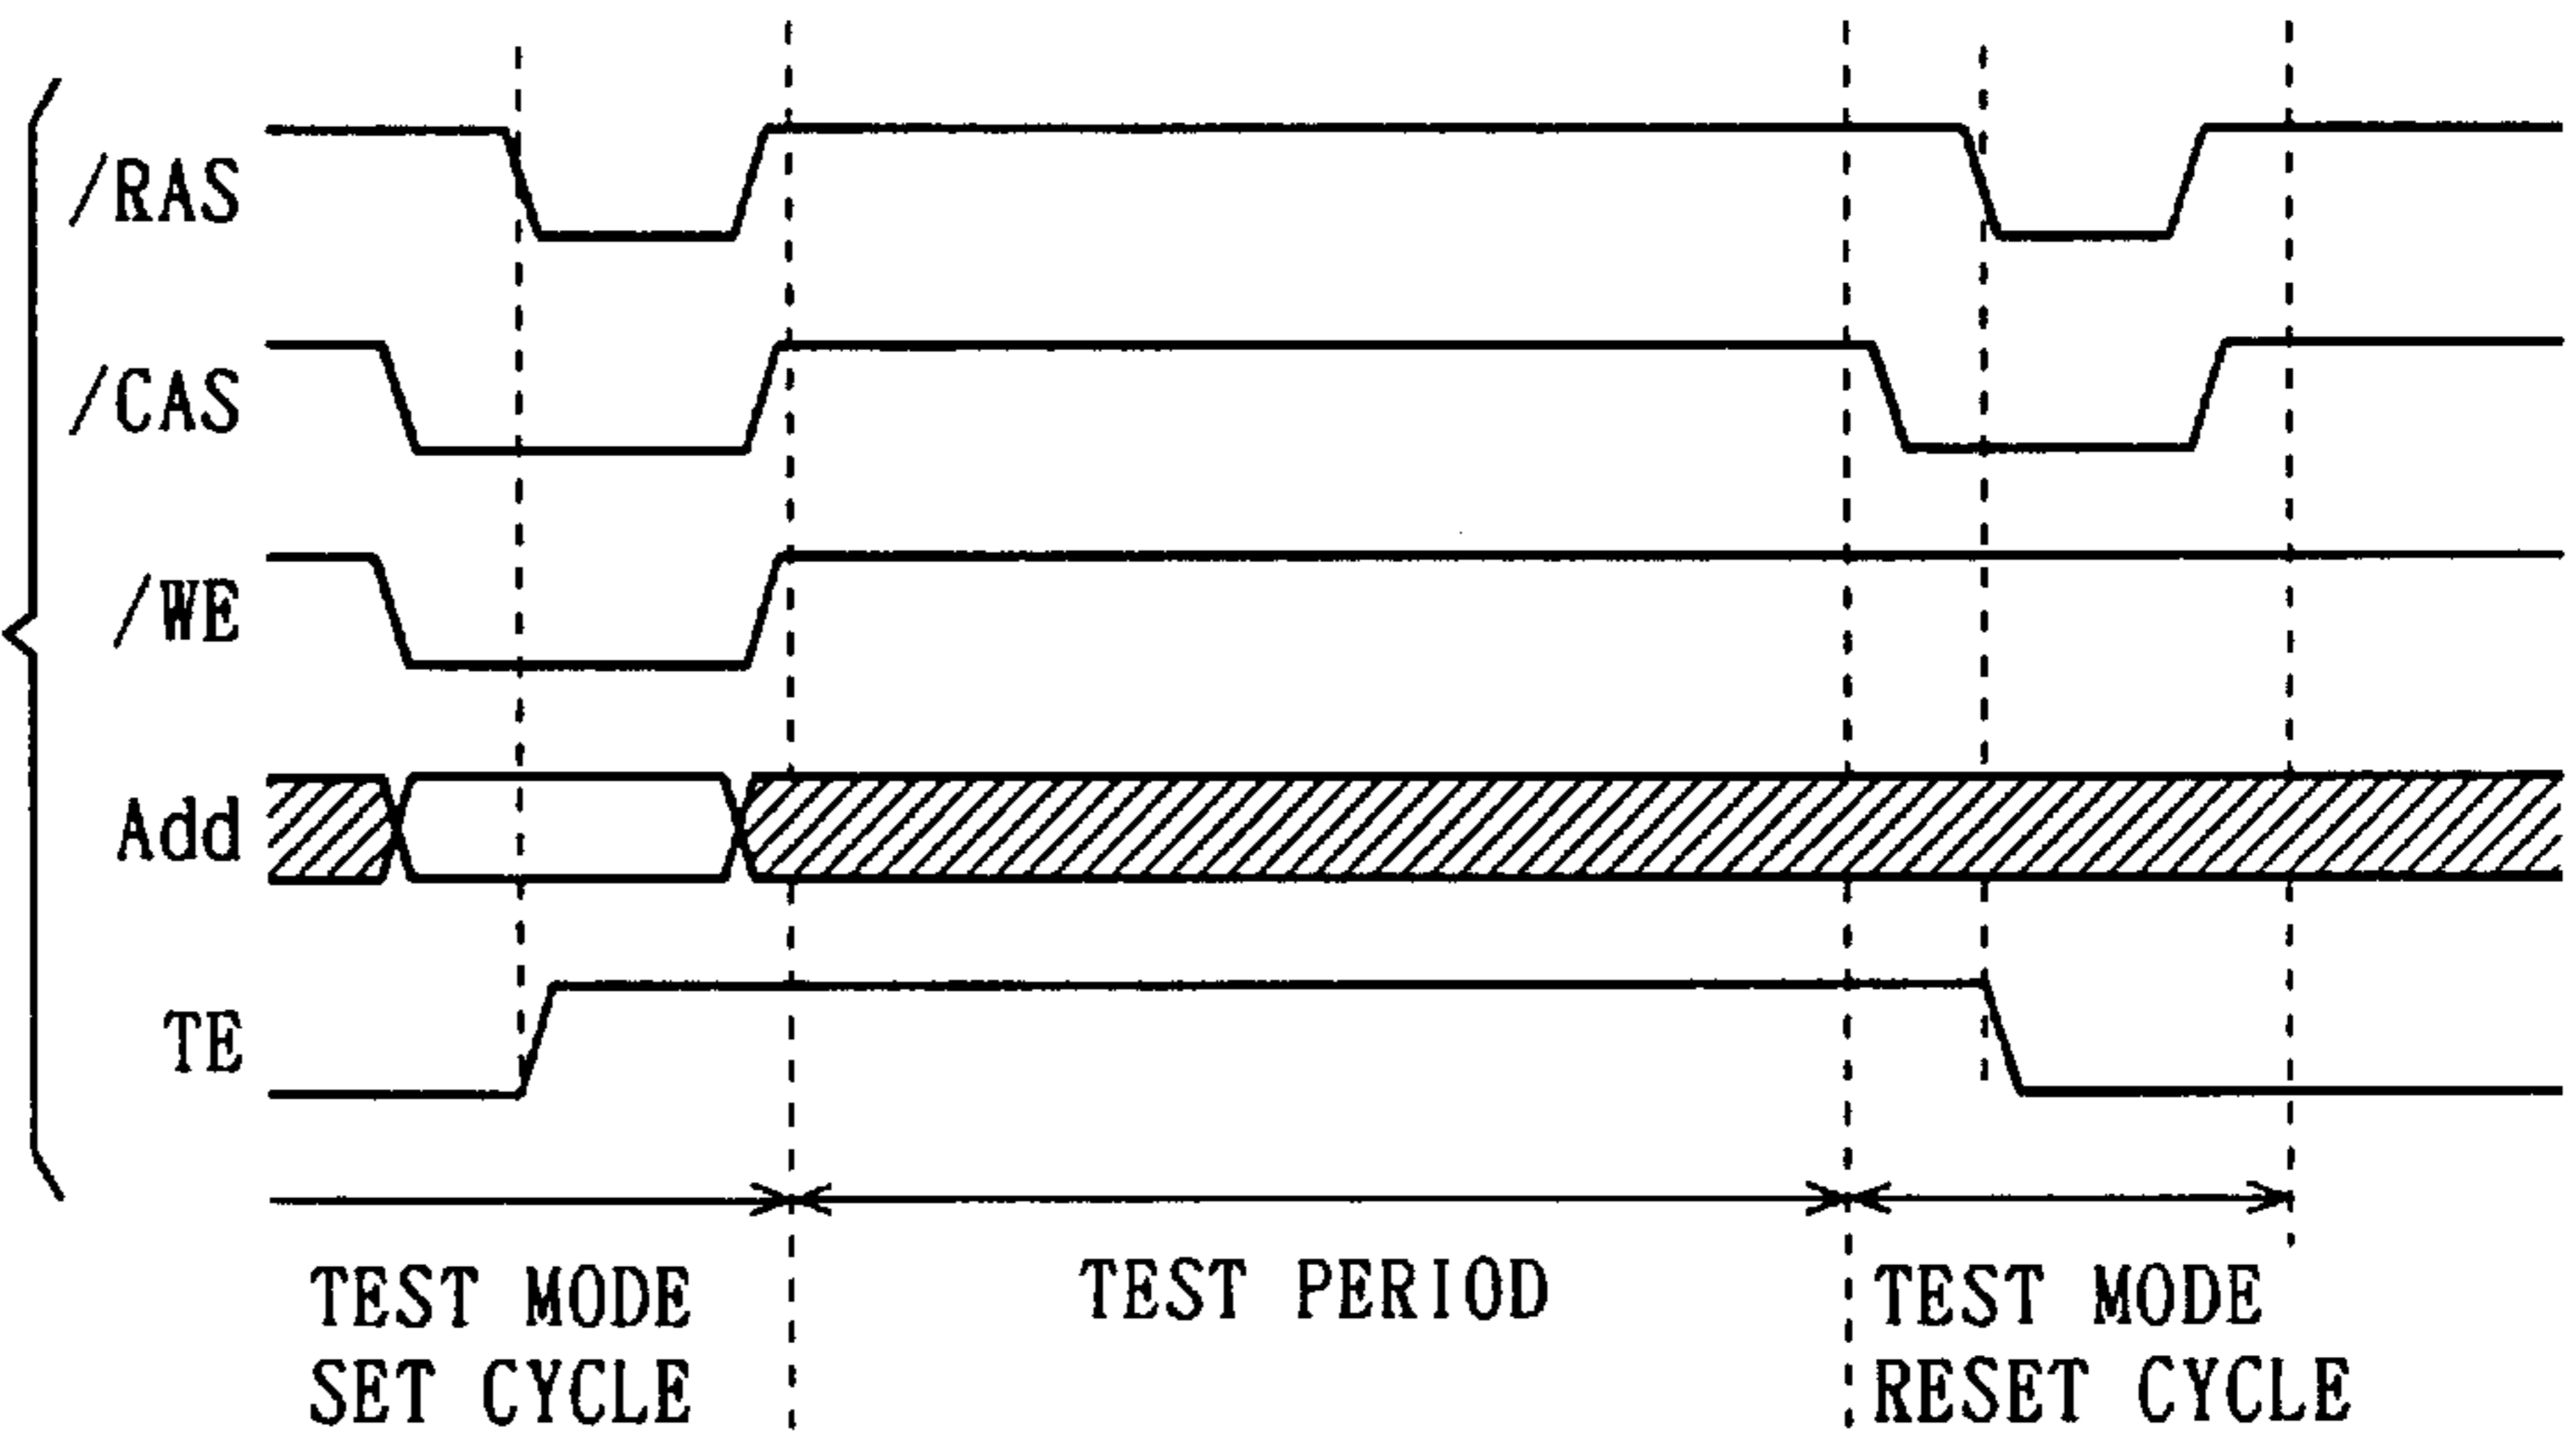 /RAS
/CAS
/WE
Add
TE
TEST MODE
SET CYCLE
TEST PERIOD
TEST MODE
RESET CYCLE